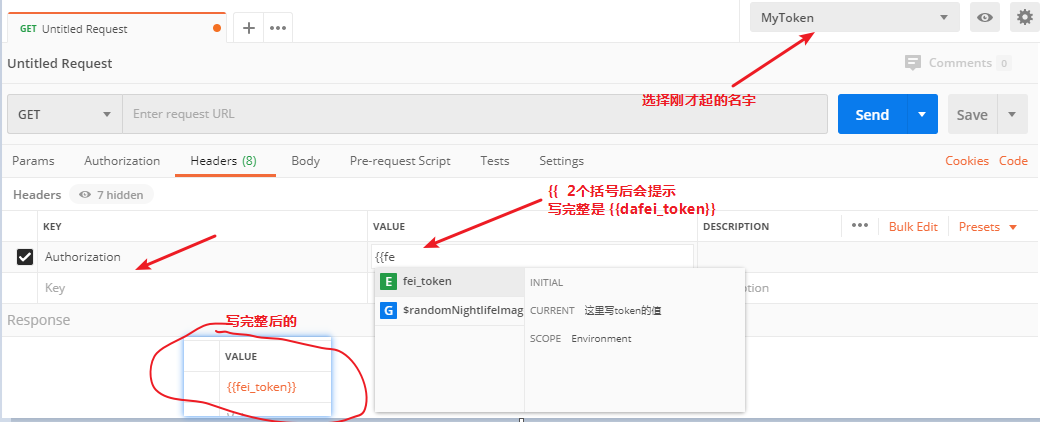 GET Untitled Request
MyToken
Untitled Request
Comments 0
选择刚才起的名字
GET
Enter request URL
Send
Save
Params
Authorization
Headers (8)
Body
Pre-request Script
Tests
Settings
Cookies
Code
Headers
7 hidden
{{ 2个括号后会提示
写完整是 {{dafei_token}}
KEY
VALUE
DESCRIPTION
Bulk Edit
Presets
Authorization
{{fe
Key
E fei_token
G $randomNightlifeImag
INITIAL
CURRENT 这里写token的值
SCOPE Environment
Response
写完整后的
VALUE
{{fei_token}}